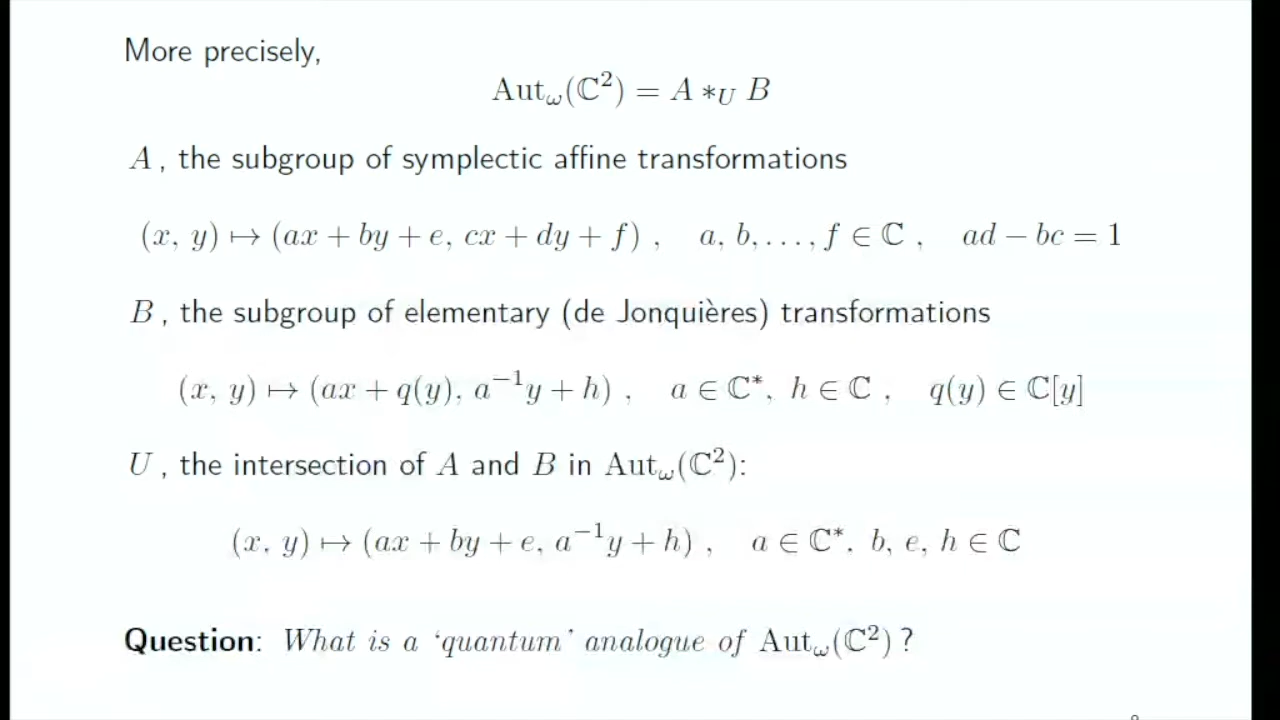 More precisely,
Aut_ω(ℂ²) = A *_U B
A, the subgroup of symplectic affine transformations
(x, y) ↦ (ax + by + e, cx + dy + f) , a, b, . . . , f ∈ ℂ , ad − bc = 1
B, the subgroup of elementary (de Jonquières) transformations
(x, y) ↦ (ax + q(y), a⁻¹y + h) , a ∈ ℂ*, h ∈ ℂ , q(y) ∈ ℂ[y]
U, the intersection of A and B in Aut_ω(ℂ²):
(x, y) ↦ (ax + by + e, a⁻¹y + h) , a ∈ ℂ*, b, e, h ∈ ℂ
Question: What is a ‘quantum’ analogue of Aut_ω(ℂ²) ?